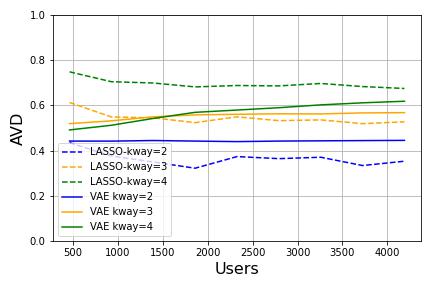 1.0
0.8
0.6
0.4
0.2
0.0
AVD
LASSO-kway=2
LASSO-kway=3
LASSO-kway=4
VAE kway=2
VAE kway=3
VAE kway=4
500 1000 1500 2000 2500 3000 3500 4000
Users